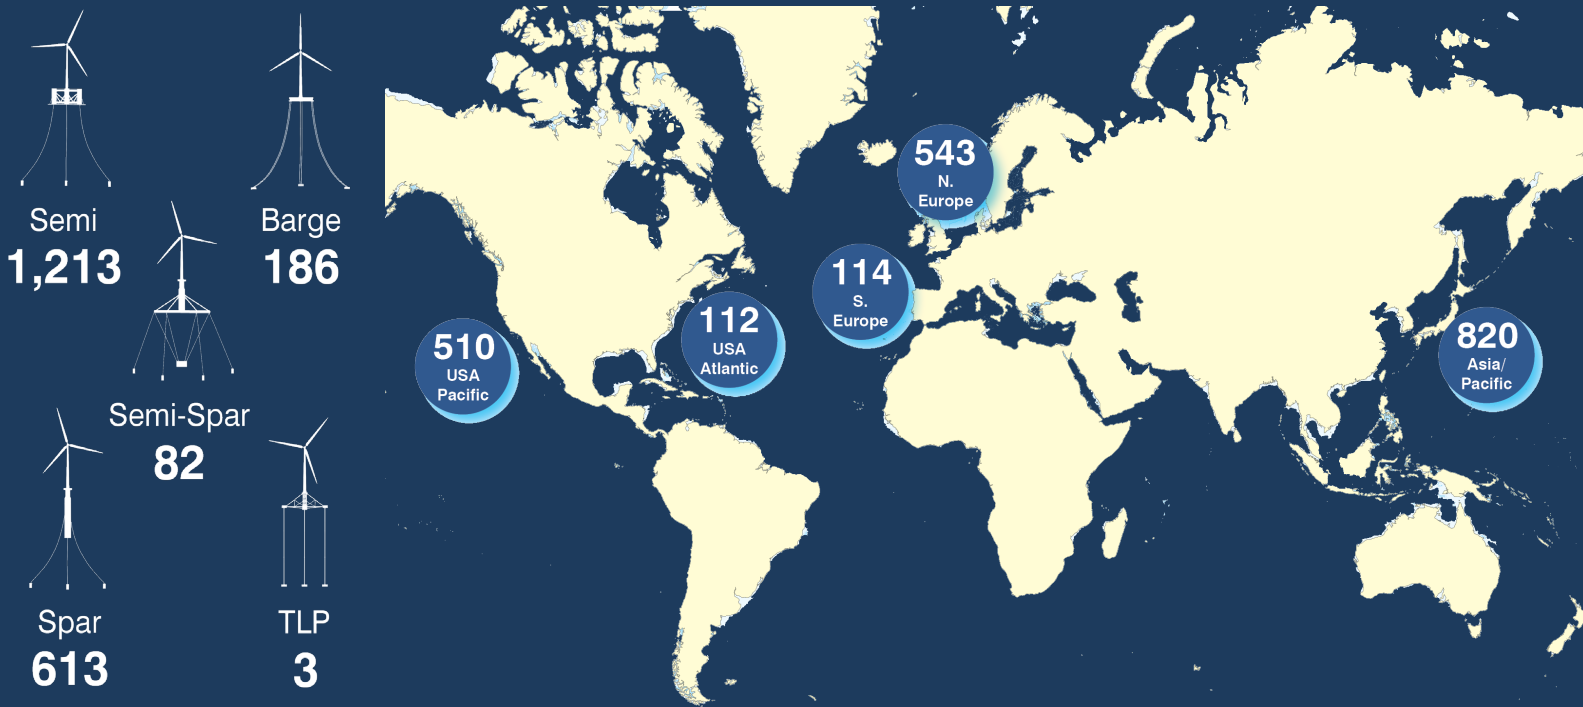 Semi
1,213
Barge
186
Semi-Spar
82
Spar
613
TLP
3
543
N.
Europe
114
S.
Europe
112
USA
Atlantic
510
USA
Pacific
820
Asia/
Pacific